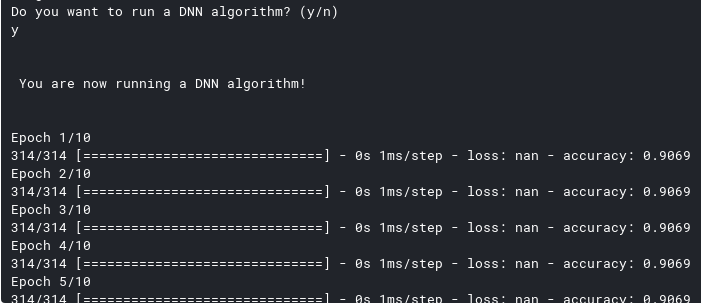 Do you want to run a DNN algorithm? (y/n)
y
You are now running a DNN algorithm!
Epoch 1/10
314/314 [==============================] - 0s 1ms/step - loss: nan - accuracy: 0.9069
Epoch 2/10
314/314 [==============================] - 0s 1ms/step - loss: nan - accuracy: 0.9069
Epoch 3/10
314/314 [==============================] - 0s 1ms/step - loss: nan - accuracy: 0.9069
Epoch 4/10
314/314 [==============================] - 0s 1ms/step - loss: nan - accuracy: 0.9069
Epoch 5/10
314/314 [==============================] - 0s 1ms/step - loss: nan - accuracy: 0.9069